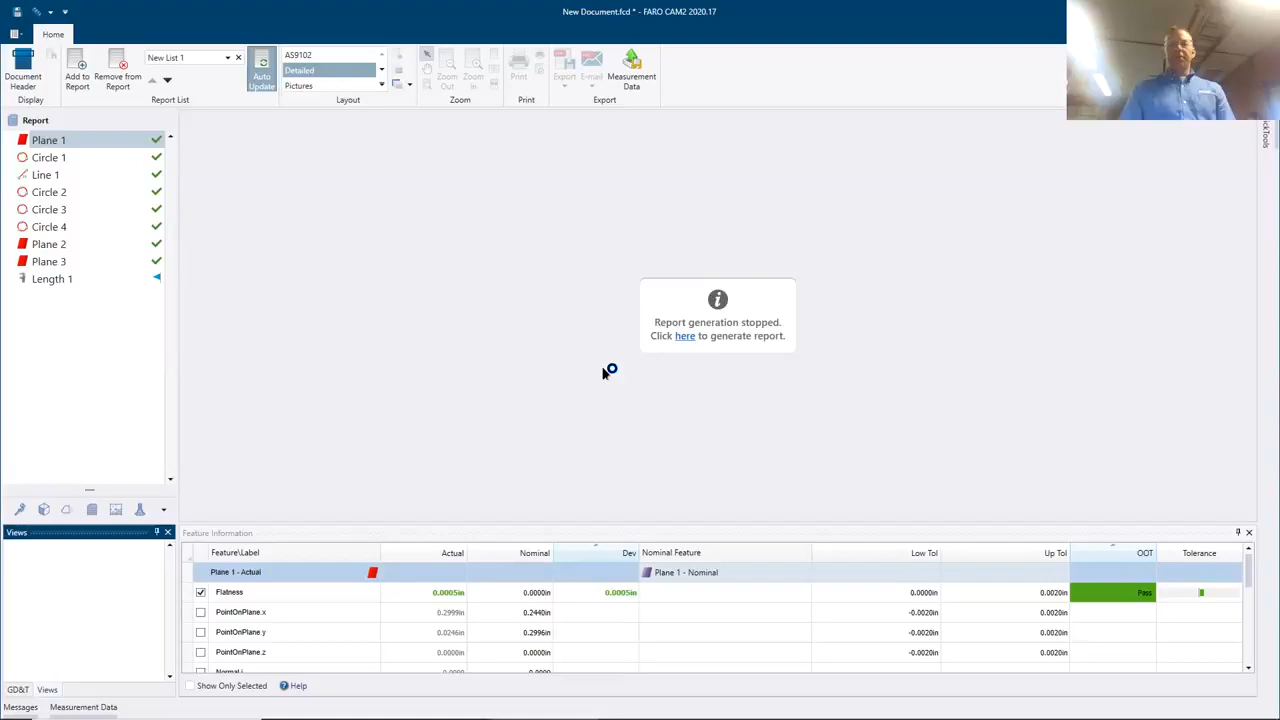 New Document.fcd * - FARO CAM2 2020.17
Home
Document Header
Display
Add to Report
Remove from Report
New List 1
Report List
Auto Update
AS9102
Detailed
Pictures
Layout
Zoom Out
Zoom In
Zoom
Print
Print
Export
E-mail
Measurement Data
Export
Report
Plane 1
Circle 1
Line 1
Circle 2
Circle 3
Circle 4
Plane 2
Plane 3
Length 1
Report generation stopped.
Click here to generate report.
Views
GD&T
Views
Feature Information
Feature\Label Actual Nominal Dev Nominal Feature Low Tol Up Tol OOT Tolerance
Plane 1 - Actual Plane 1 - Nominal
Flatness 0.0005in 0.0000in 0.0005in 0.0000in 0.0020in Pass
PointOnPlane.x 0.2999in 0.2440in -0.0020in 0.0020in
PointOnPlane.y 0.0246in 0.2996in -0.0020in 0.0020in
PointOnPlane.z 0.0000in 0.0000in -0.0020in 0.0020in
Show Only Selected
Help
Messages
Measurement Data